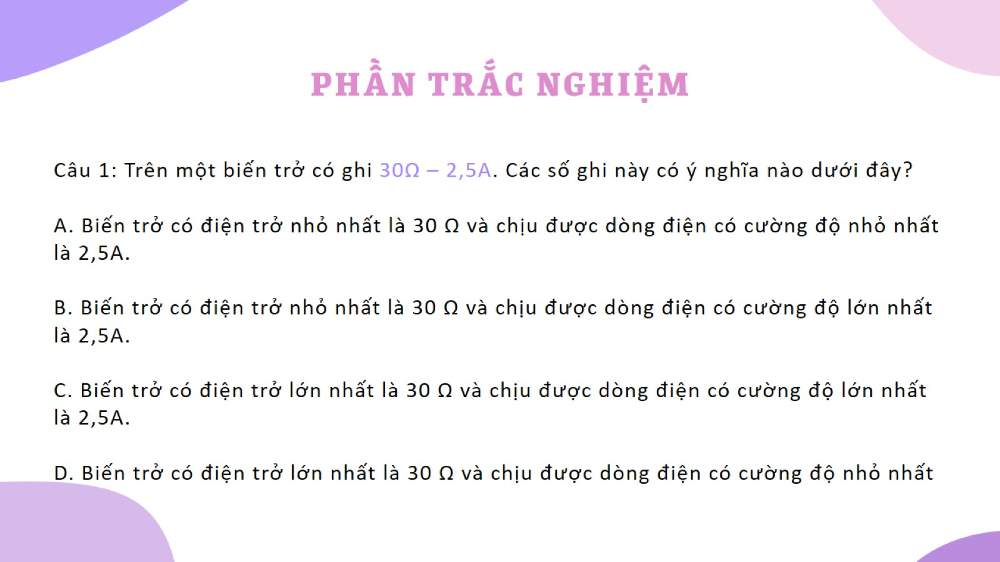 PHẦN TRẮC NGHIỆM
Câu 1: Trên một biến trở có ghi 30Ω – 2,5A. Các số ghi này có ý nghĩa nào dưới đây?
A. Biến trở có điện trở nhỏ nhất là 30 Ω và chịu được dòng điện có cường độ nhỏ nhất
là 2,5A.
B. Biến trở có điện trở nhỏ nhất là 30 Ω và chịu được dòng điện có cường độ lớn nhất
là 2,5A.
C. Biến trở có điện trở lớn nhất là 30 Ω và chịu được dòng điện có cường độ lớn nhất
là 2,5A.
D. Biến trở có điện trở lớn nhất là 30 Ω và chịu được dòng điện có cường độ nhỏ nhất